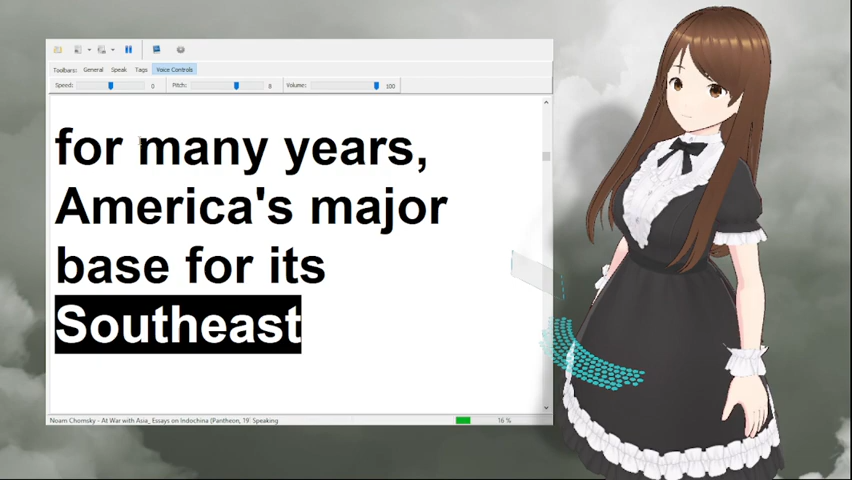 Toolbars: General Speak Tags Voice Controls
Speed: 0 Pitch: 8 Volume: 100
for many years,
America's major
base for its
Southeast
Noam Chomsky - At War with Asia_ Essays on Indochina (Pantheon, 19' Speaking 16 %